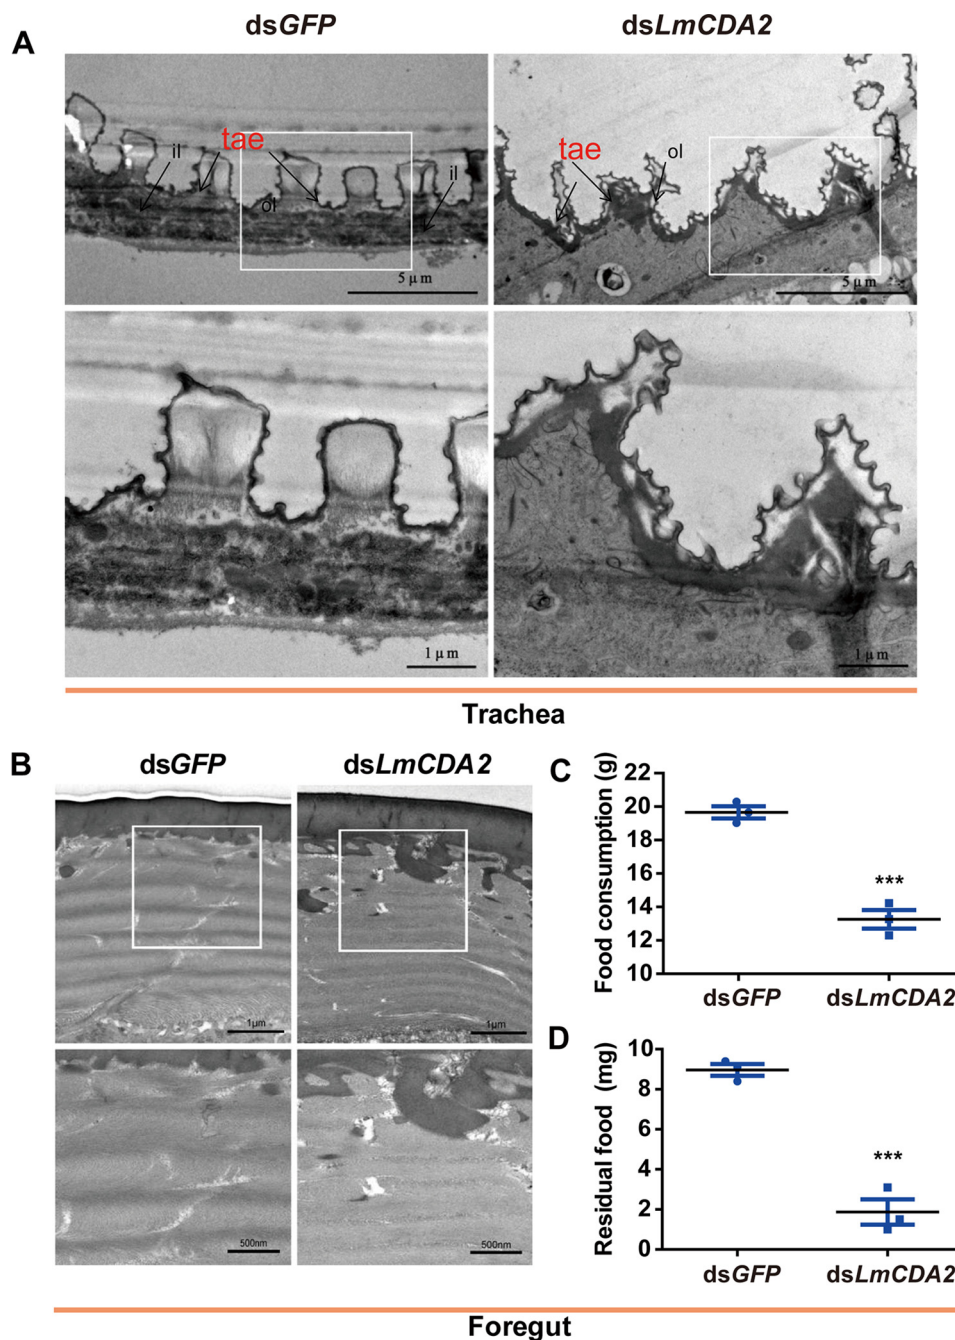 dsGFP
dsLmCDA2
A
tae
il
il
ol
5 μm
tae
ol
5 μm
1 μm
1 μm
Trachea
B
dsGFP
dsLmCDA2
1μm
1μm
500nm
500nm
C
Food consumption (g)
22
20
18
16
14
12
10
***
dsGFP
dsLmCDA2
D
Residual food (mg)
10
8
6
4
2
0
***
dsGFP
dsLmCDA2
Foregut